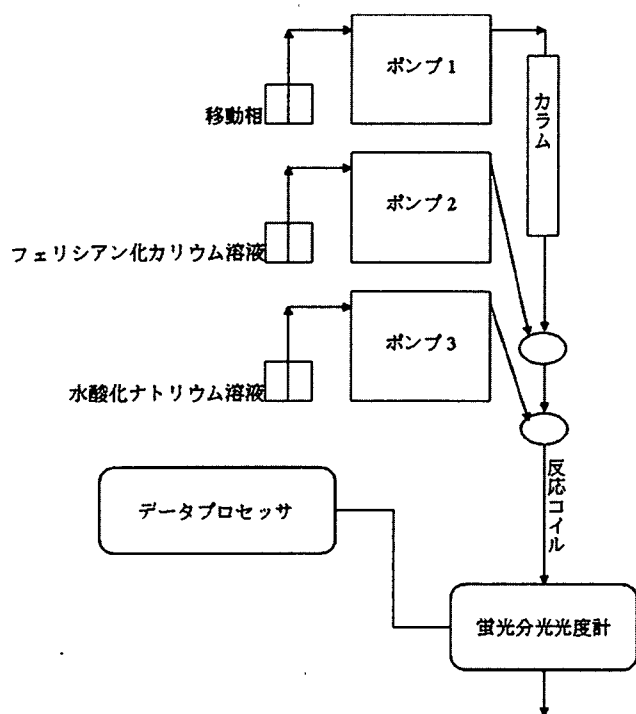 ポンプ1
移動相
カラム
ポンプ2
フェリシアン化カリウム溶液
ポンプ3
水酸化ナトリウム溶液
反応コイル
データプロセッサ
蛍光分光光度計